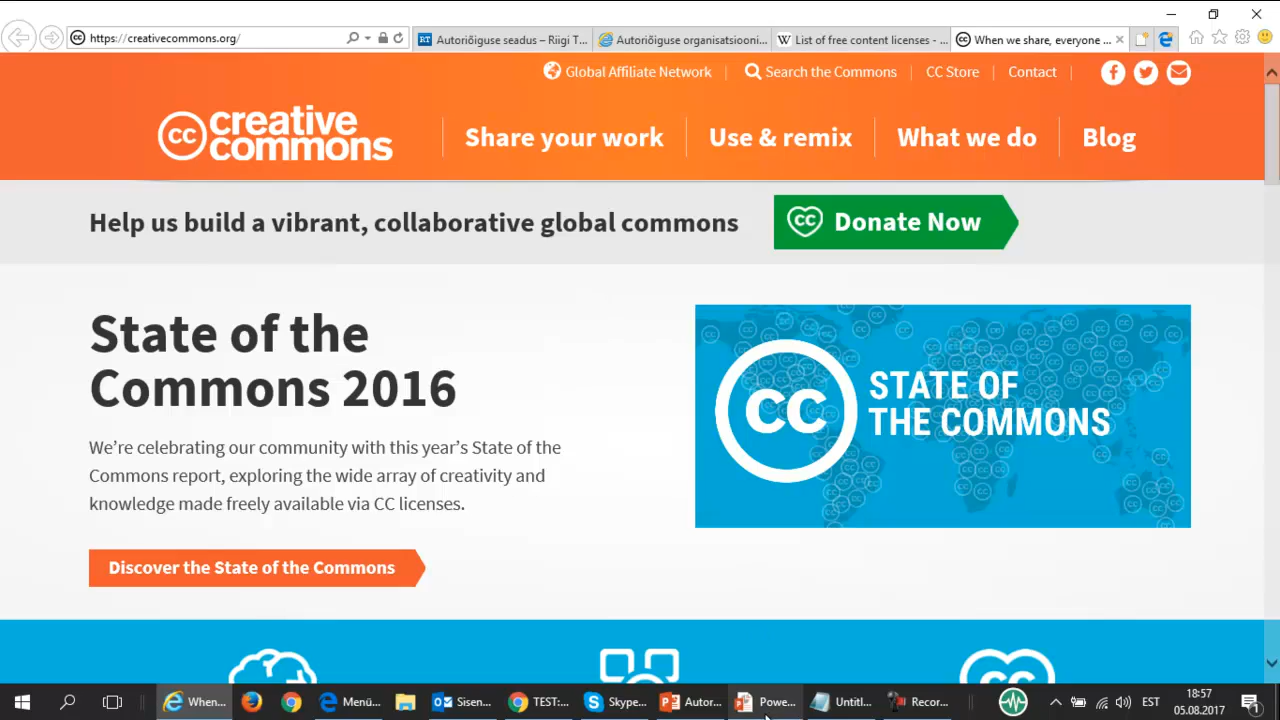 https://creativecommons.org/
Autoriõiguse seadus – Riigi T...
Autoriõiguse organisatsiooni...
List of free content licenses - ...
When we share, everyone ...
Global Affiliate Network
Search the Commons
CC Store
Contact
cc creative commons
Share your work
Use & remix
What we do
Blog
Help us build a vibrant, collaborative global commons
Donate Now
State of the
Commons 2016
We’re celebrating our community with this year’s State of the
Commons report, exploring the wide array of creativity and
knowledge made freely available via CC licenses.
Discover the State of the Commons
cc
STATE OF
THE COMMONS
When...
Menü...
Sisen...
TEST:...
Skype...
Autor...
Powe...
Untitl...
Recor...
EST
18:57
05.08.2017